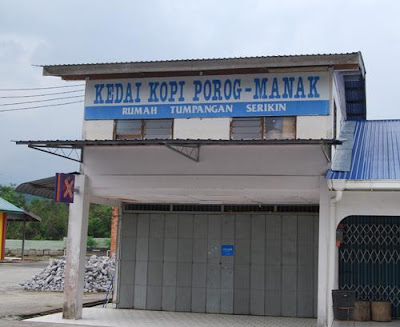 KEDAI KOPI POROG-MANAK
RUMAH TUMPANGAN SERIKIN